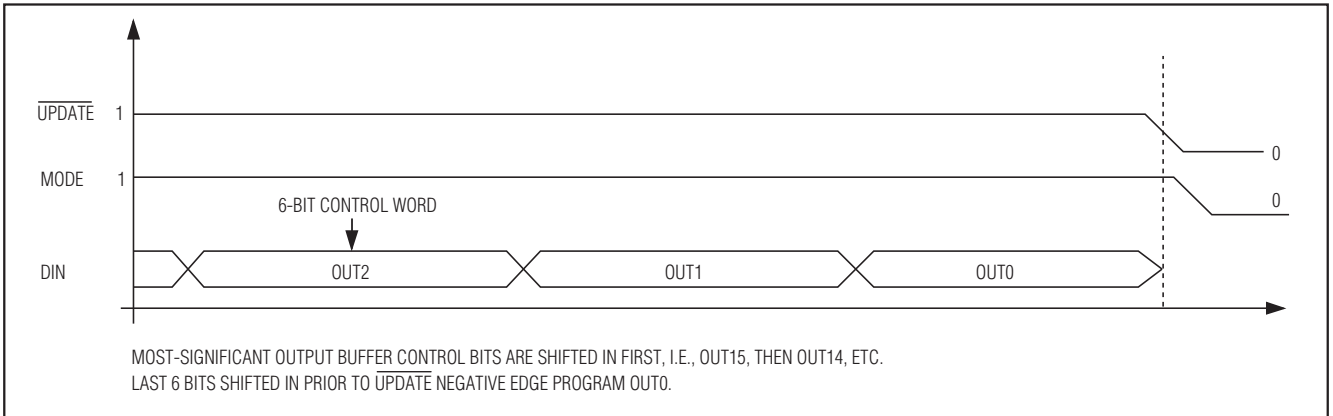 UPDATE 1
0
MODE 1
0
6-BIT CONTROL WORD
DIN
OUT2
OUT1
OUT0
MOST-SIGNIFICANT OUTPUT BUFFER CONTROL BITS ARE SHIFTED IN FIRST, I.E., OUT15, THEN OUT14, ETC.
LAST 6 BITS SHIFTED IN PRIOR TO UPDATE NEGATIVE EDGE PROGRAM OUT0.